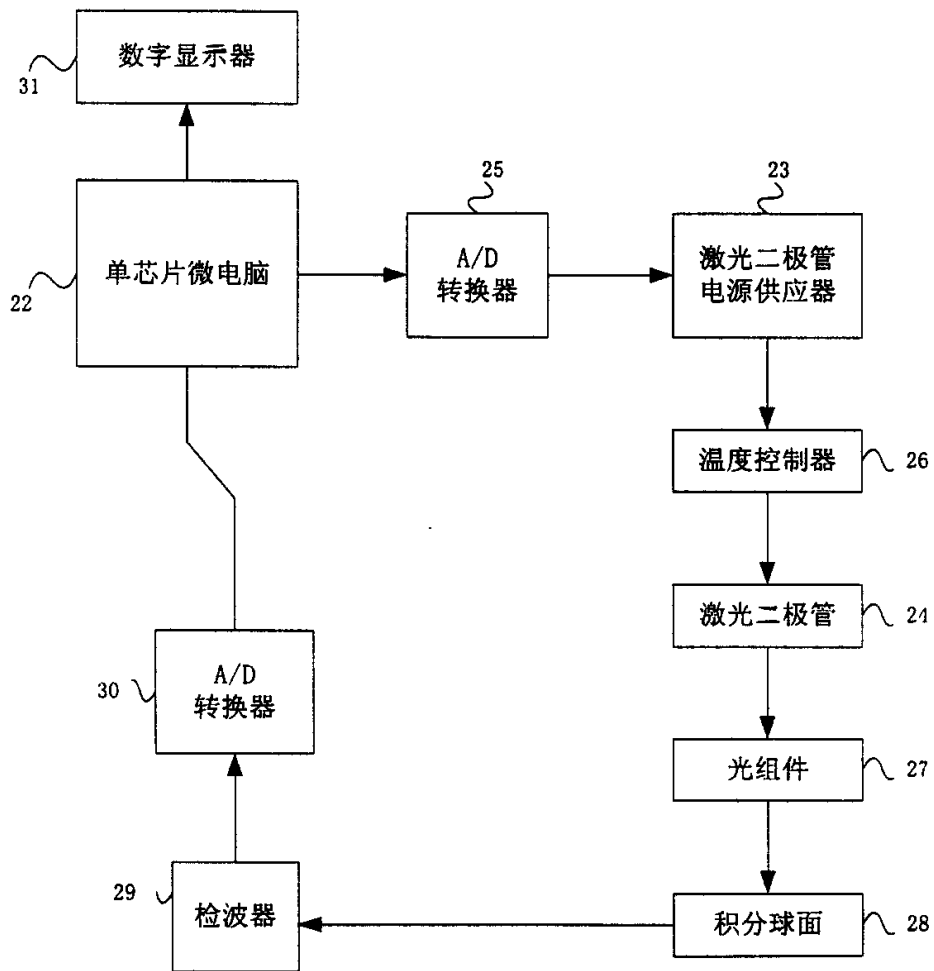 数字显示器
31
25
23
单芯片微电脑
22
A/D
转换器
激光二极管
电源供应器
温度控制器
26
激光二极管
24
A/D
转换器
30
光组件
27
29
检波器
积分球面
28